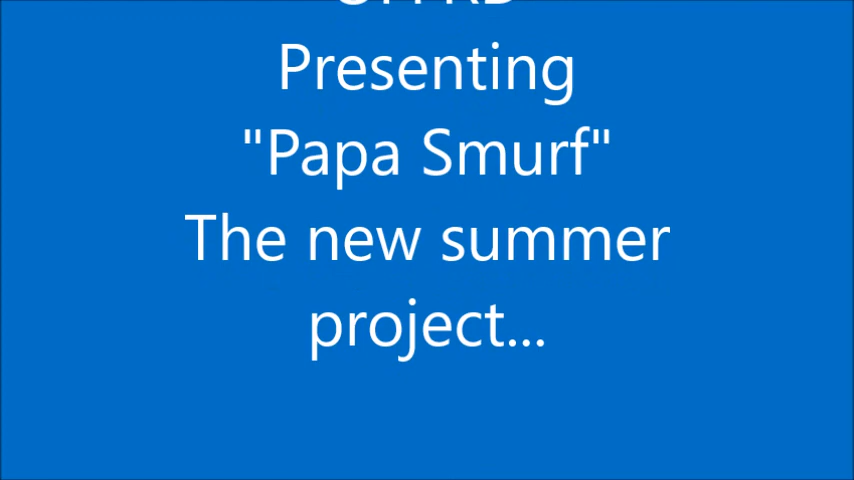 Presenting
"Papa Smurf"
The new summer
project...